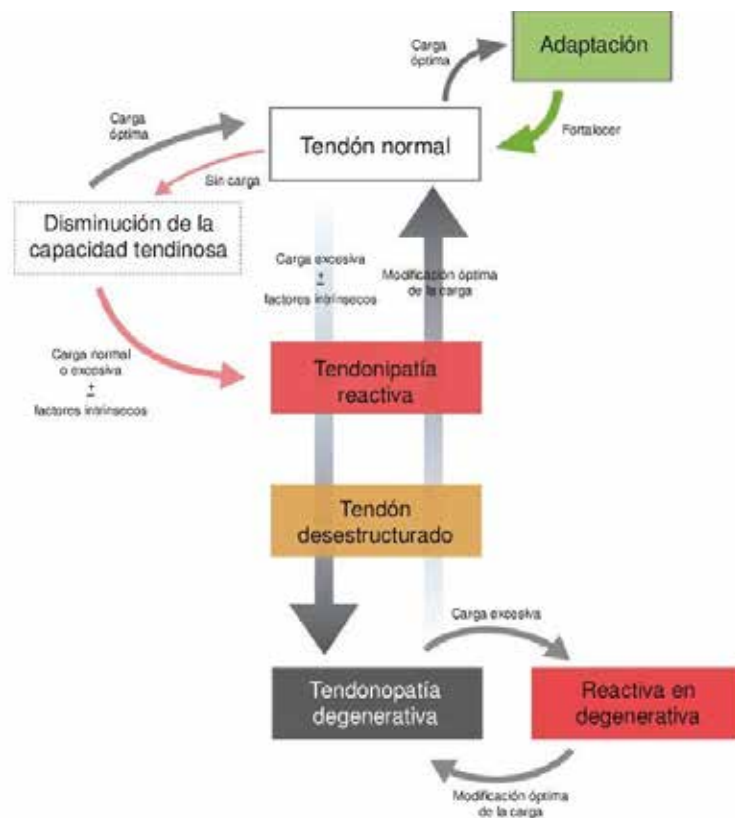 Carga
óptima
Adaptación
Carga
óptima
Tendón normal
Fortalecer
Sin carga
Disminución de la
capacidad tendinosa
Carga excesiva
±
factores intrínsecos
Modificación óptima
de la carga
Carga normal
o excesiva
±
factores intrínsecos
Tendonipatía
reactiva
Tendón
desestructurado
Carga excesiva
Tendonopatía
degenerativa
Reactiva en
degenerativa
Modificación óptima
de la carga